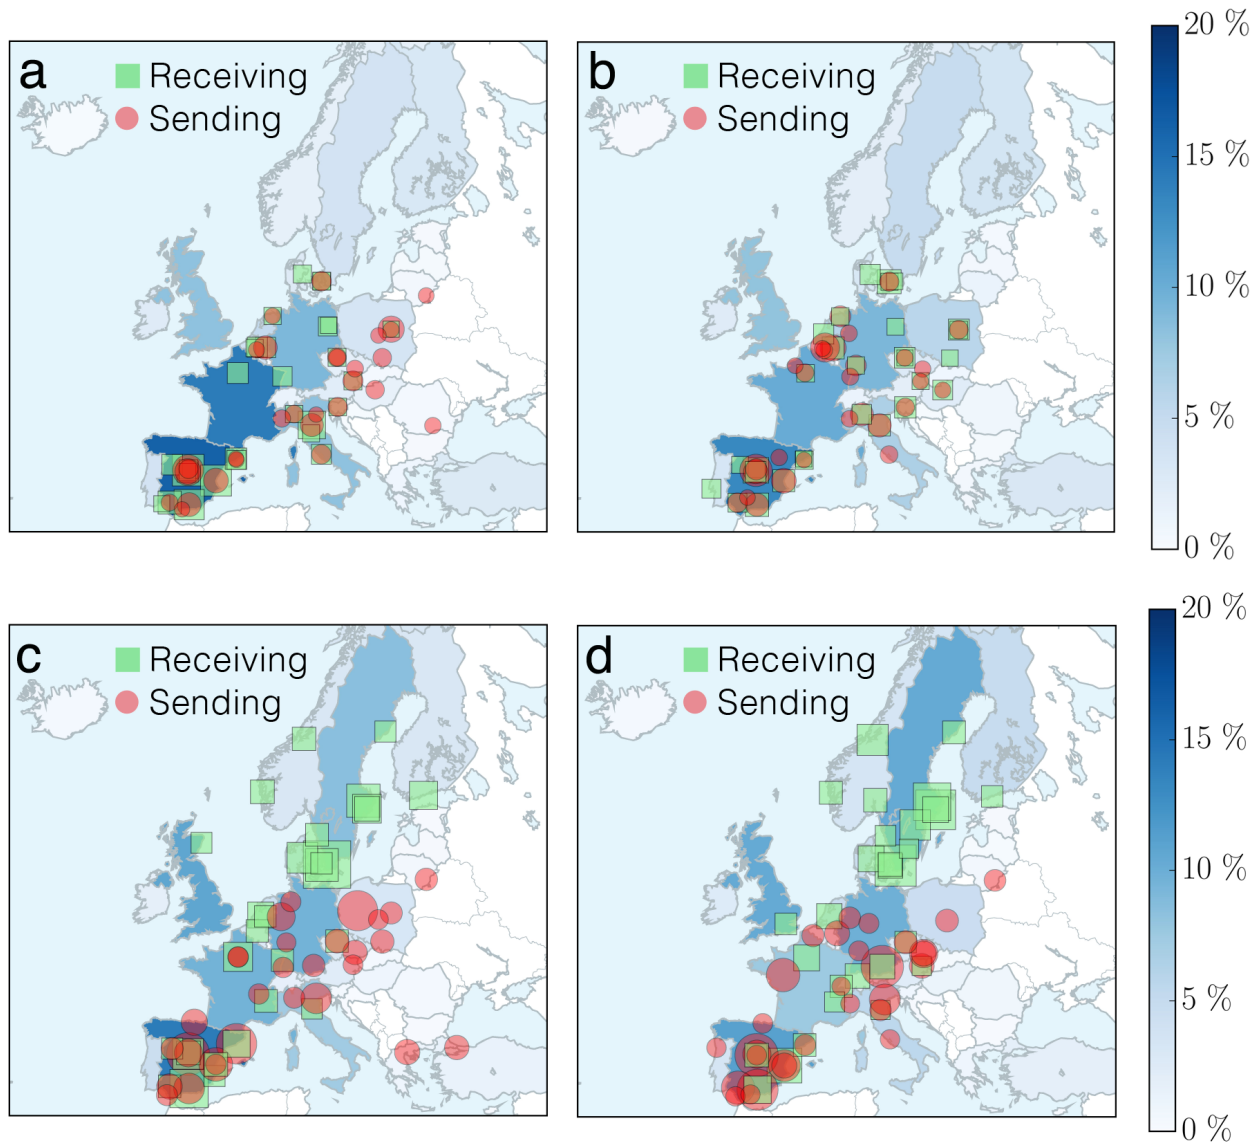 a
Receiving
Sending
b
Receiving
Sending
20 %
15 %
10 %
5 %
0 %
c
Receiving
Sending
d
Receiving
Sending
20 %
15 %
10 %
5 %
0 %